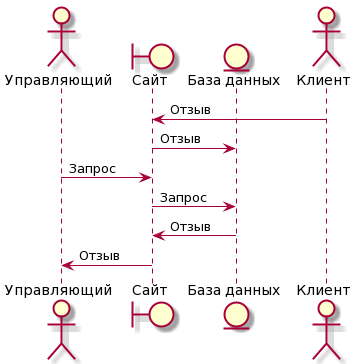 Управляющий Сайт База данных Клиент
Отзыв
Отзыв
Запрос
Запрос
Отзыв
Отзыв
Управляющий Сайт База данных Клиент